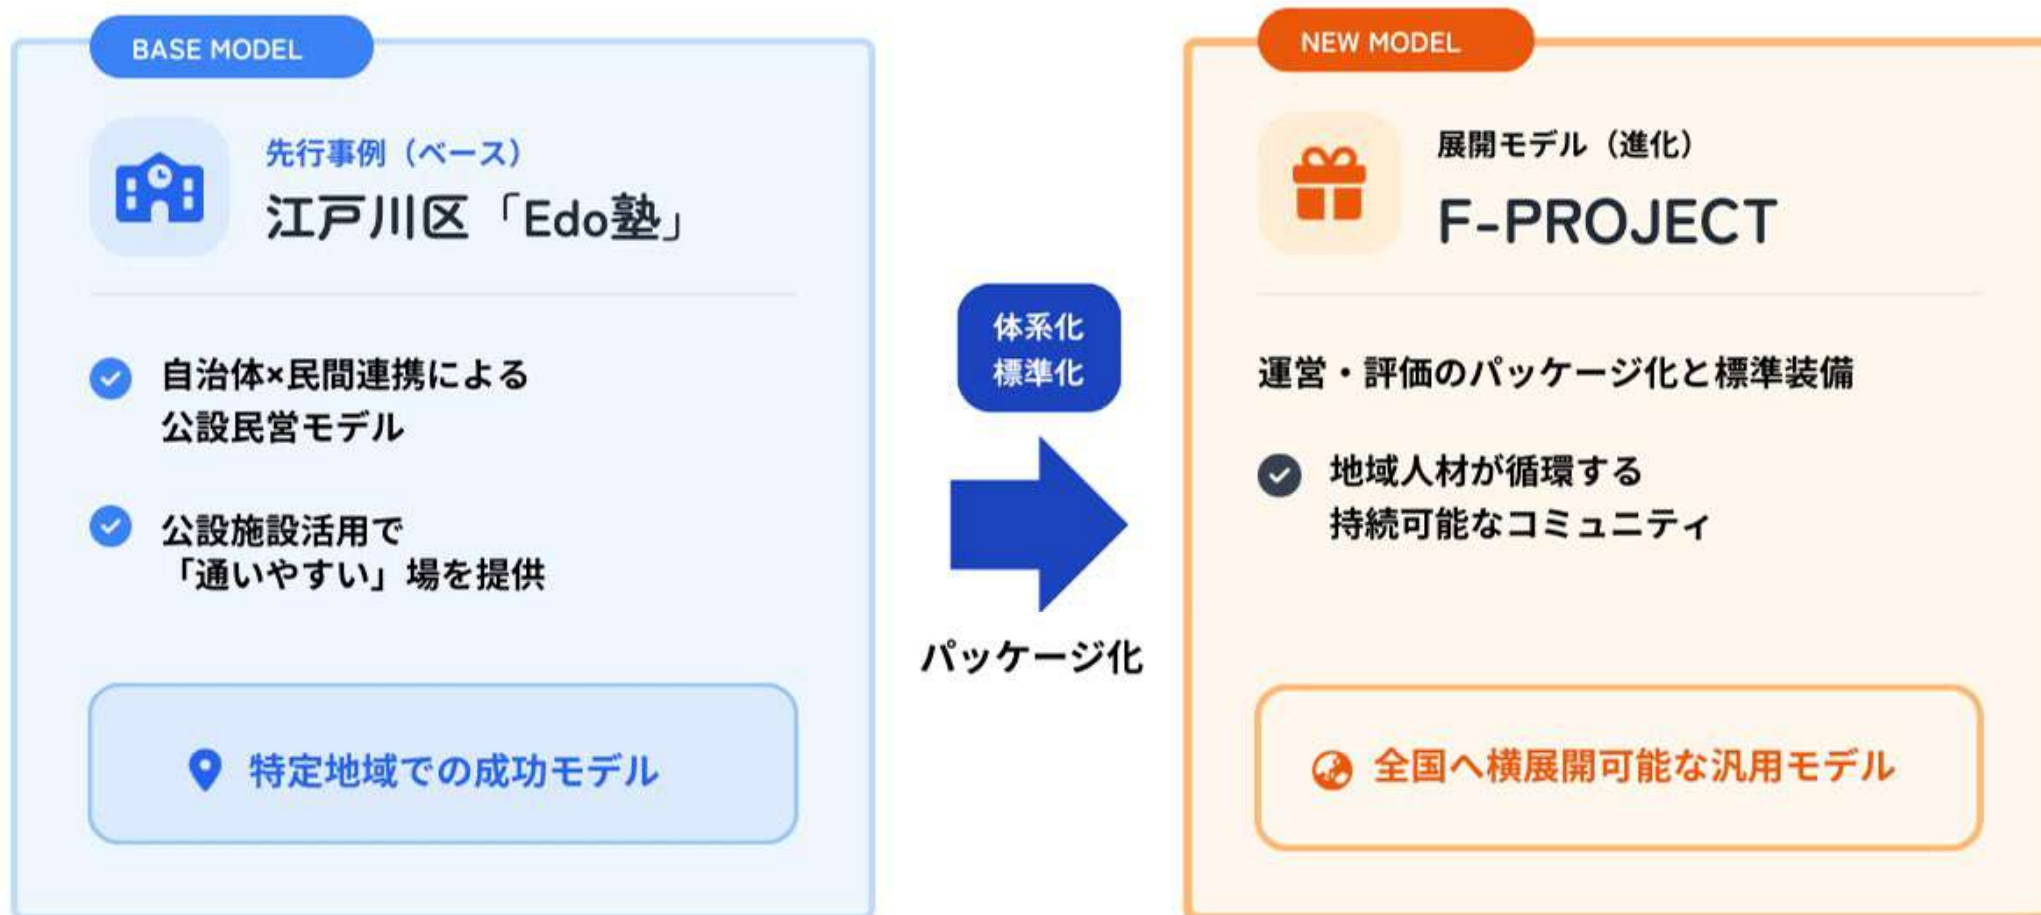 BASE MODEL
先行事例（ベース）
江戸川区「Edo塾」
自治体×民間連携による
公設民営モデル
公設施設活用で
「通いやすい」場を提供
特定地域での成功モデル
体系化
標準化
パッケージ化
NEW MODEL
展開モデル（進化）
F-PROJECT
運営・評価のパッケージ化と標準装備
地域人材が循環する
持続可能なコミュニティ
全国へ横展開可能な汎用モデル